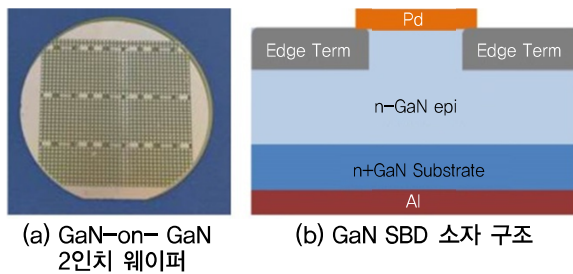 Pd
Edge Term
Edge Term
n-GaN epi
n+GaN Substrate
Al
(a) GaN-on- GaN
2인치 웨이퍼
(b) GaN SBD 소자 구조